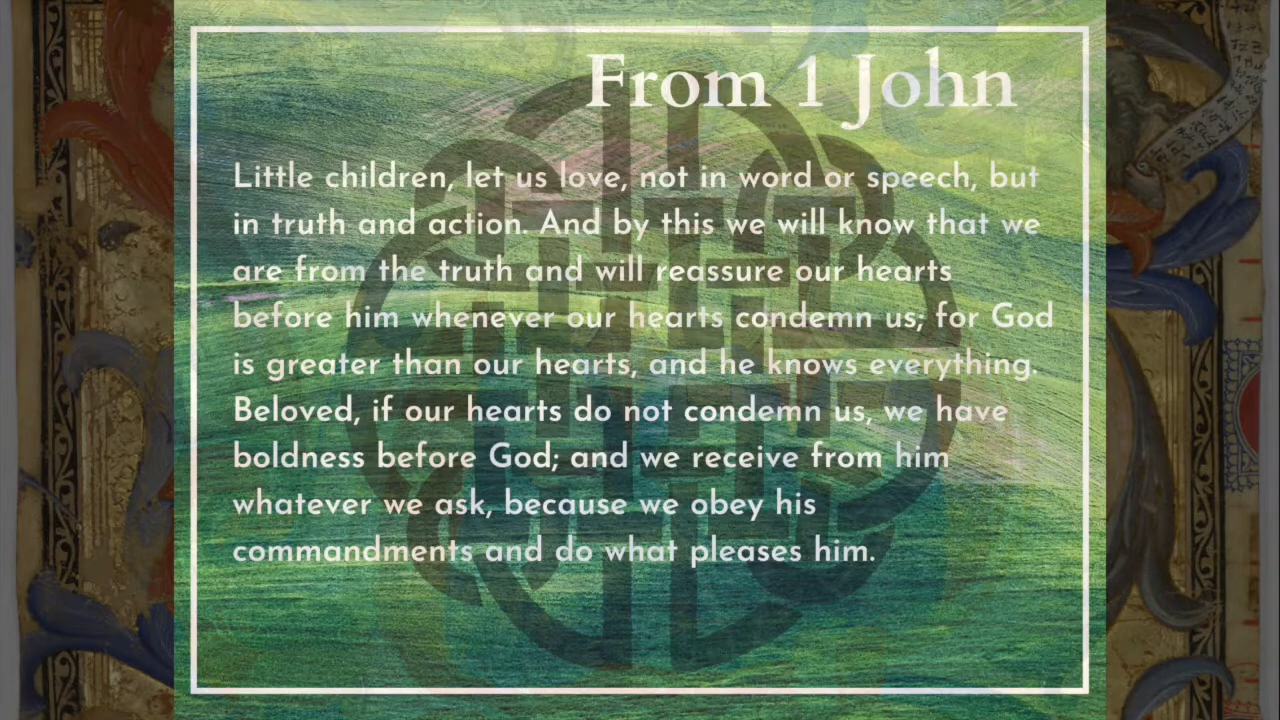 From 1 John
Little children, let us love, not in word or speech, but
in truth and action. And by this we will know that we
are from the truth and will reassure our hearts
before him whenever our hearts condemn us; for God
is greater than our hearts, and he knows everything.
Beloved, if our hearts do not condemn us, we have
boldness before God; and we receive from him
whatever we ask, because we obey his
commandments and do what pleases him.